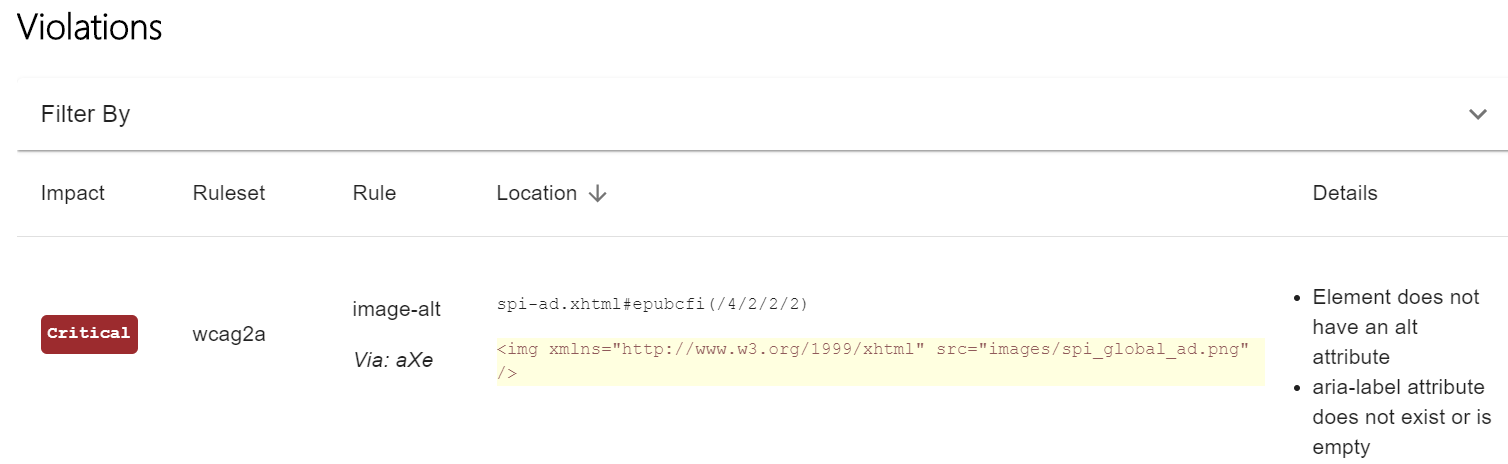 Violations
Filter By
Impact Ruleset Rule Location Details
Critical
wcag2a
image-alt
Via: aXe
spi-ad.xhtml#epubcfi(/4/2/2/2)
<img xmlns="http://www.w3.org/1999/xhtml" src="images/spi_global_ad.png"
/>
• Element does not
have an alt
attribute
• aria-label attribute
does not exist or is
empty